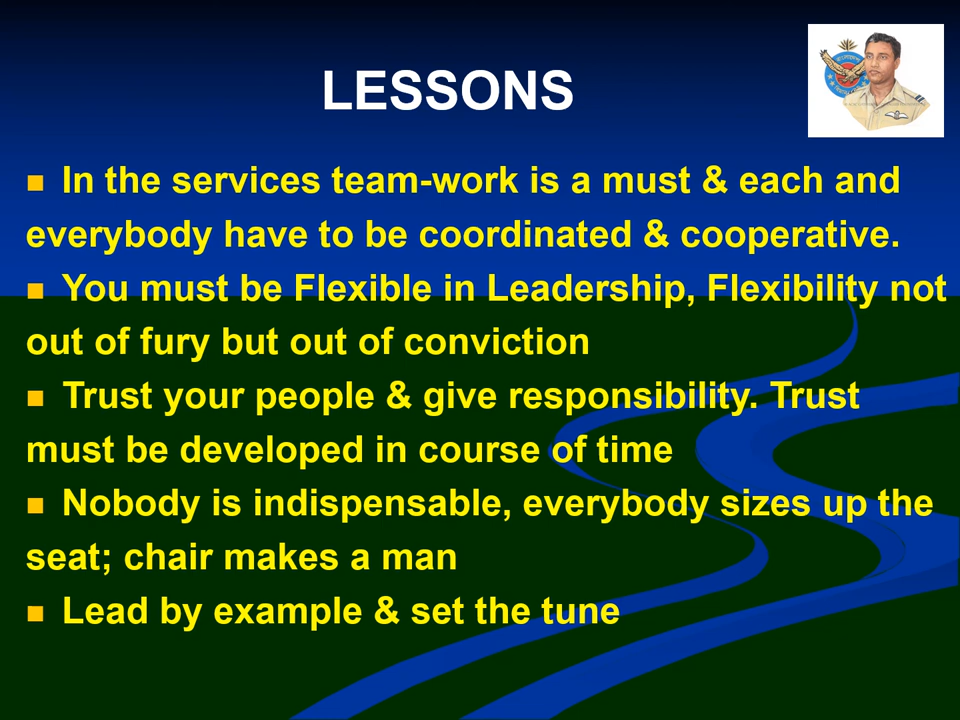 LESSONS
In the services team-work is a must & each and
everybody have to be coordinated & cooperative.
You must be Flexible in Leadership, Flexibility not
out of fury but out of conviction
Trust your people & give responsibility. Trust
must be developed in course of time
Nobody is indispensable, everybody sizes up the
seat; chair makes a man
Lead by example & set the tune